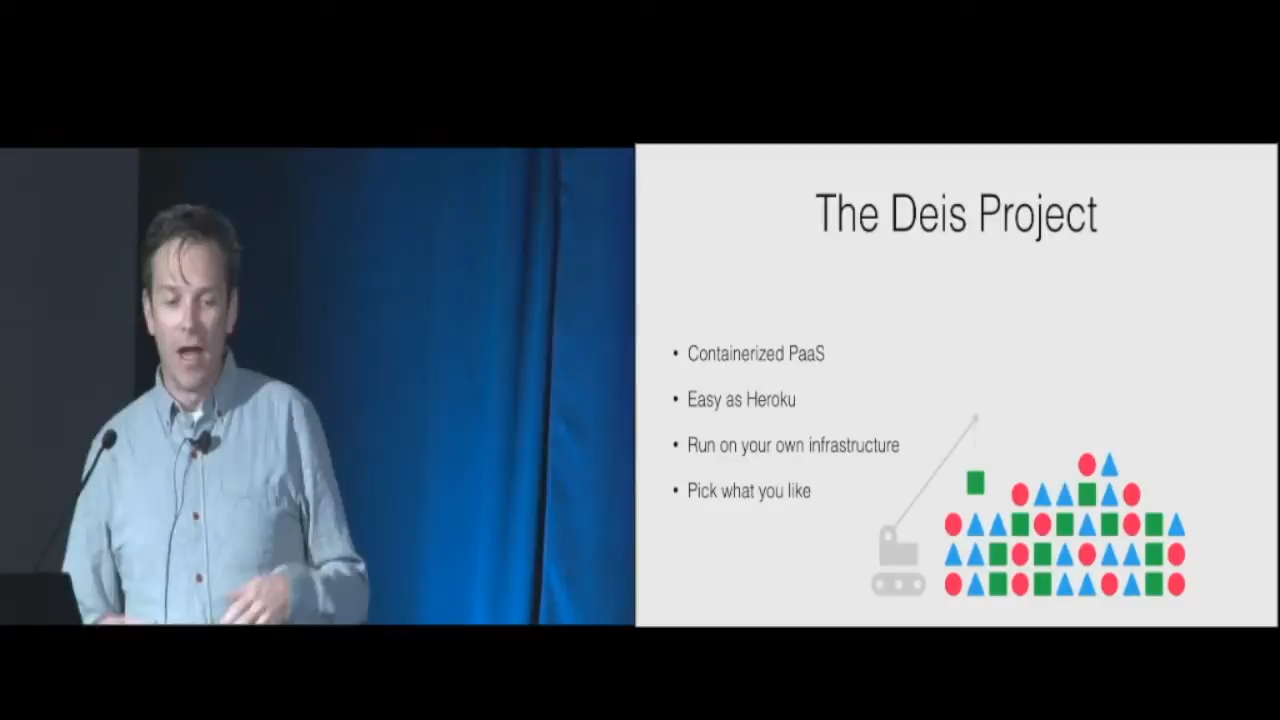 The Deis Project
• Containerized PaaS
• Easy as Heroku
• Run on your own infrastructure
• Pick what you like